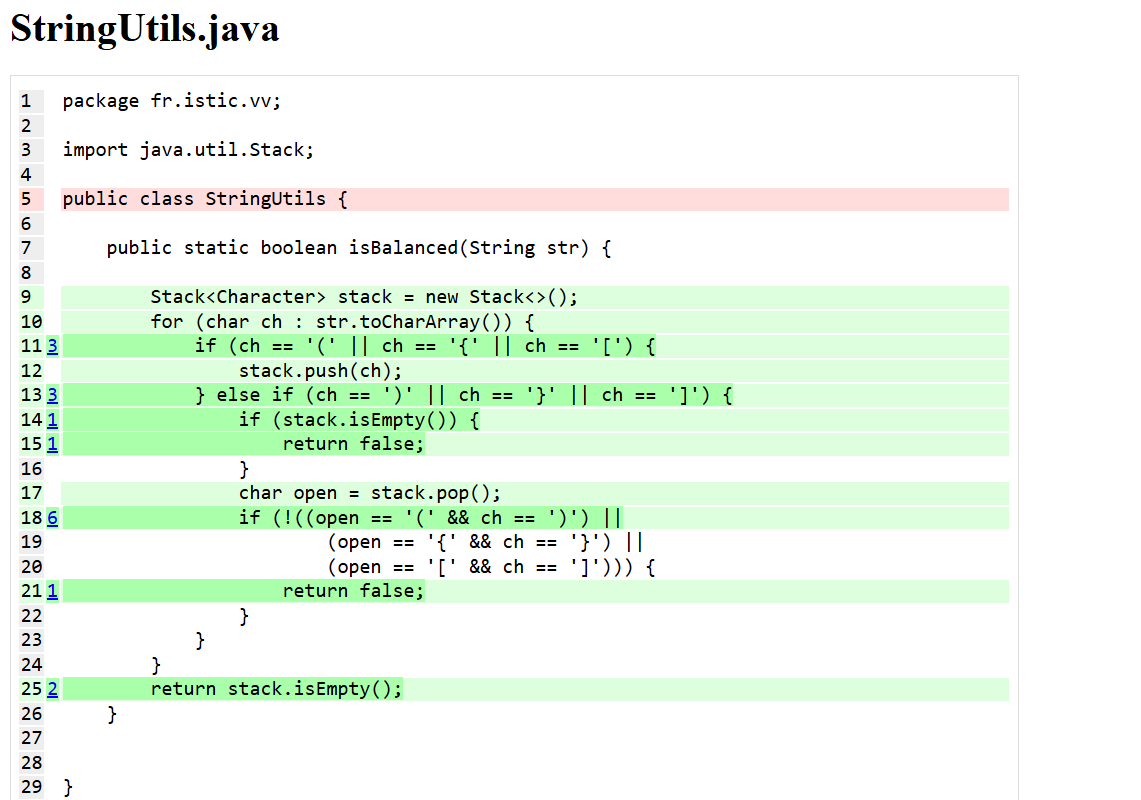 StringUtils.java
1 package fr.istic.vv;
2
3 import java.util.Stack;
4
5 public class StringUtils {
6
7     public static boolean isBalanced(String str) {
8
9         Stack<Character> stack = new Stack<>();
10         for (char ch : str.toCharArray()) {
11 3             if (ch == '(' || ch == '{' || ch == '[') {
12                 stack.push(ch);
13 3             } else if (ch == ')' || ch == '}' || ch == ']') {
14 1                 if (stack.isEmpty()) {
15 1                     return false;
16                 }
17                 char open = stack.pop();
18 6                 if (!((open == '(' && ch == ')') ||
19                         (open == '{' && ch == '}') ||
20                         (open == '[' && ch == ']'))) {
21 1                     return false;
22                 }
23             }
24         }
25 2         return stack.isEmpty();
26     }
27
28
29 }